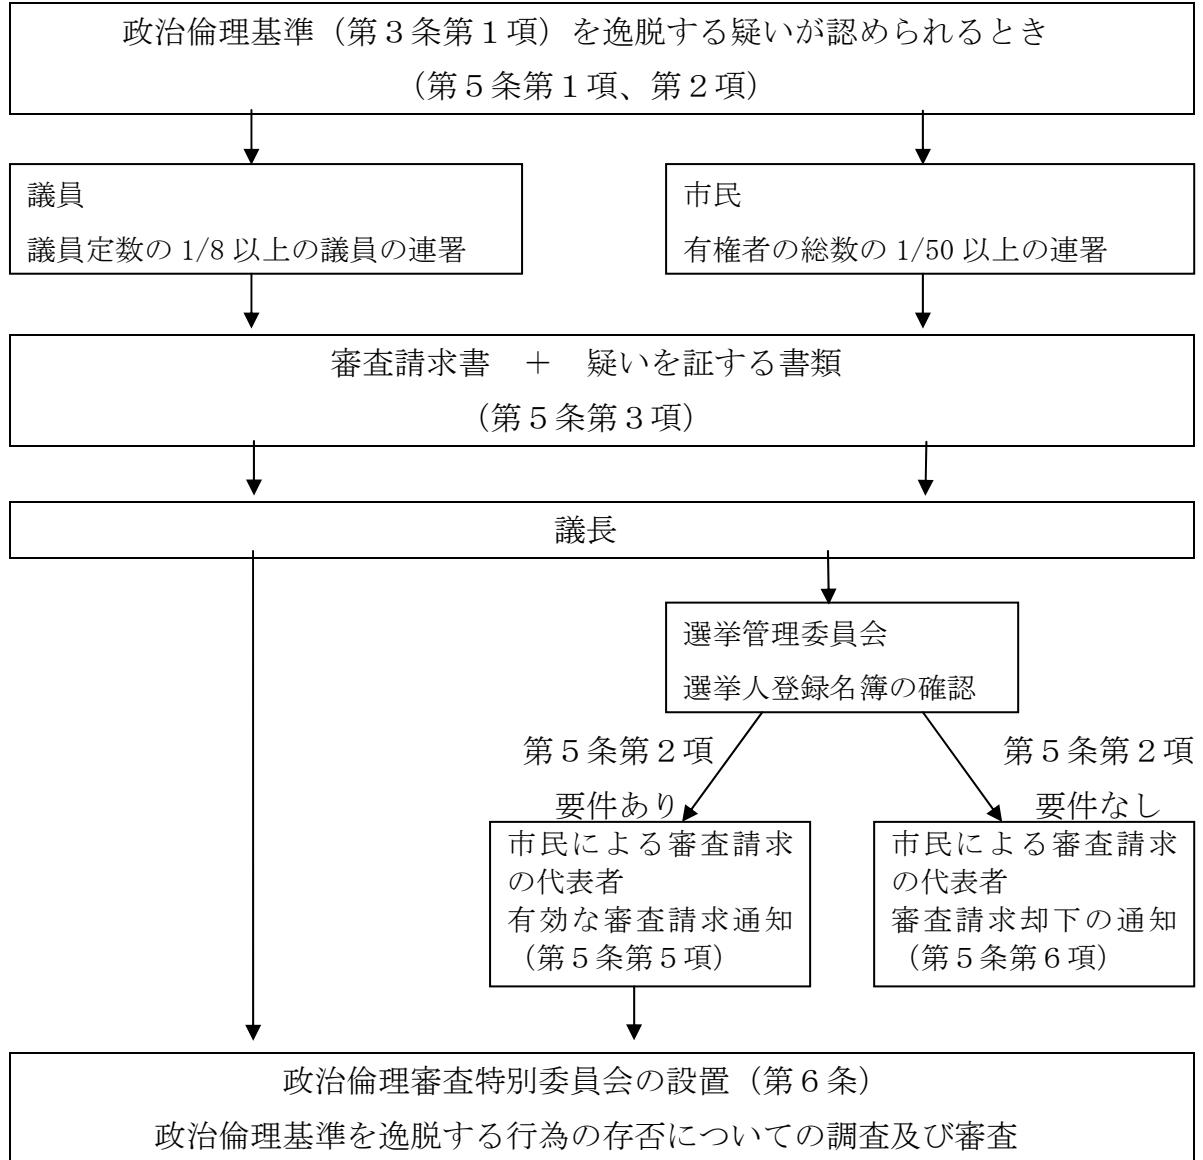 政治倫理基準（第３条第１項）を逸脱する疑いが認められるとき
（第５条第１項、第２項）
議員
議員定数の 1/8 以上の議員の連署
市民
有権者の総数の 1/50 以上の連署
審査請求書　＋　疑いを証する書類
（第５条第３項）
議長
選挙管理委員会
選挙人登録名簿の確認
第５条第２項
要件あり
第５条第２項
要件なし
市民による審査請求
の代表者
有効な審査請求通知
（第５条第５項）
市民による審査請求
の代表者
審査請求却下の通知
（第５条第６項）
政治倫理審査特別委員会の設置（第６条）
政治倫理基準を逸脱する行為の存否についての調査及び審査